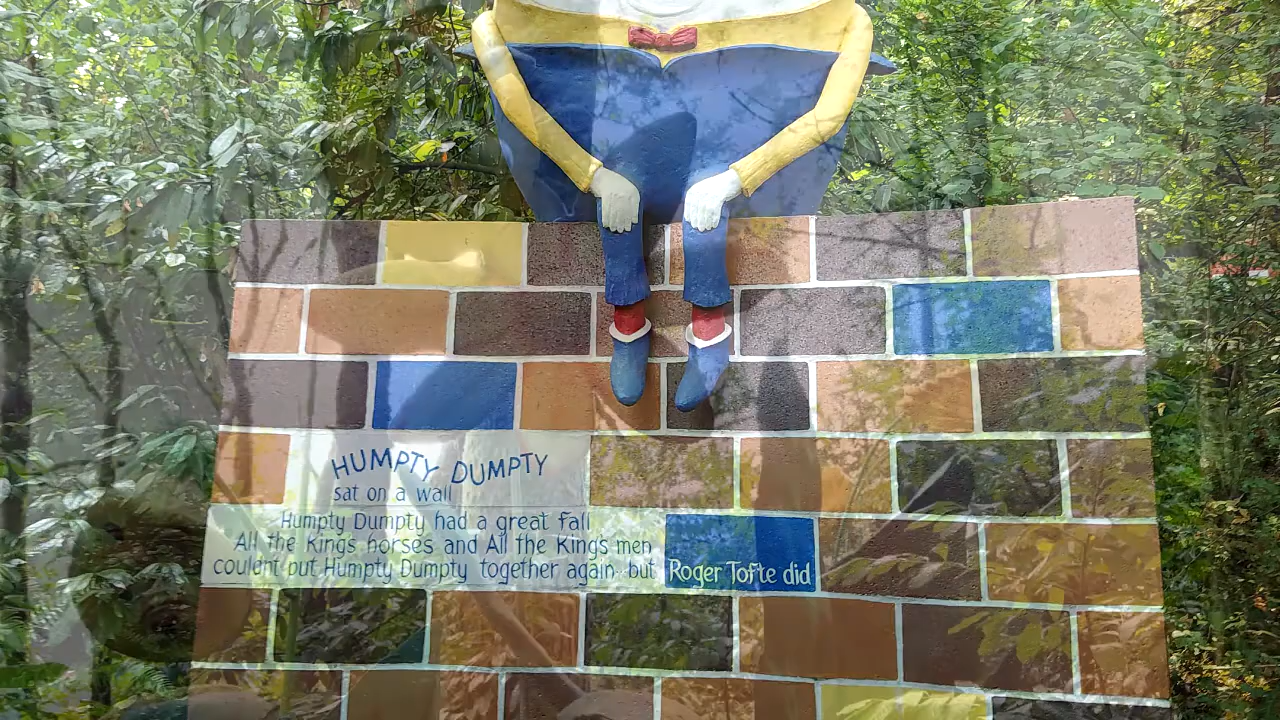 HUMPTY DUMPTY
sat on a wall
Humpty Dumpty had a great fall
All the Kings horses and All the Kings men
couldnt put Humpty Dumpty together again but
Roger Tofte did